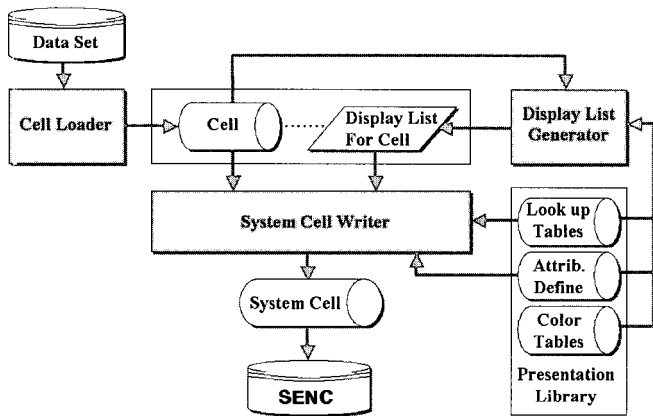 Data Set
Cell Loader
Cell
Display List
For Cell
Display List
Generator
System Cell Writer
Look up
Tables
Attrib.
Define
System Cell
Color
Tables
SENC
Presentation
Library